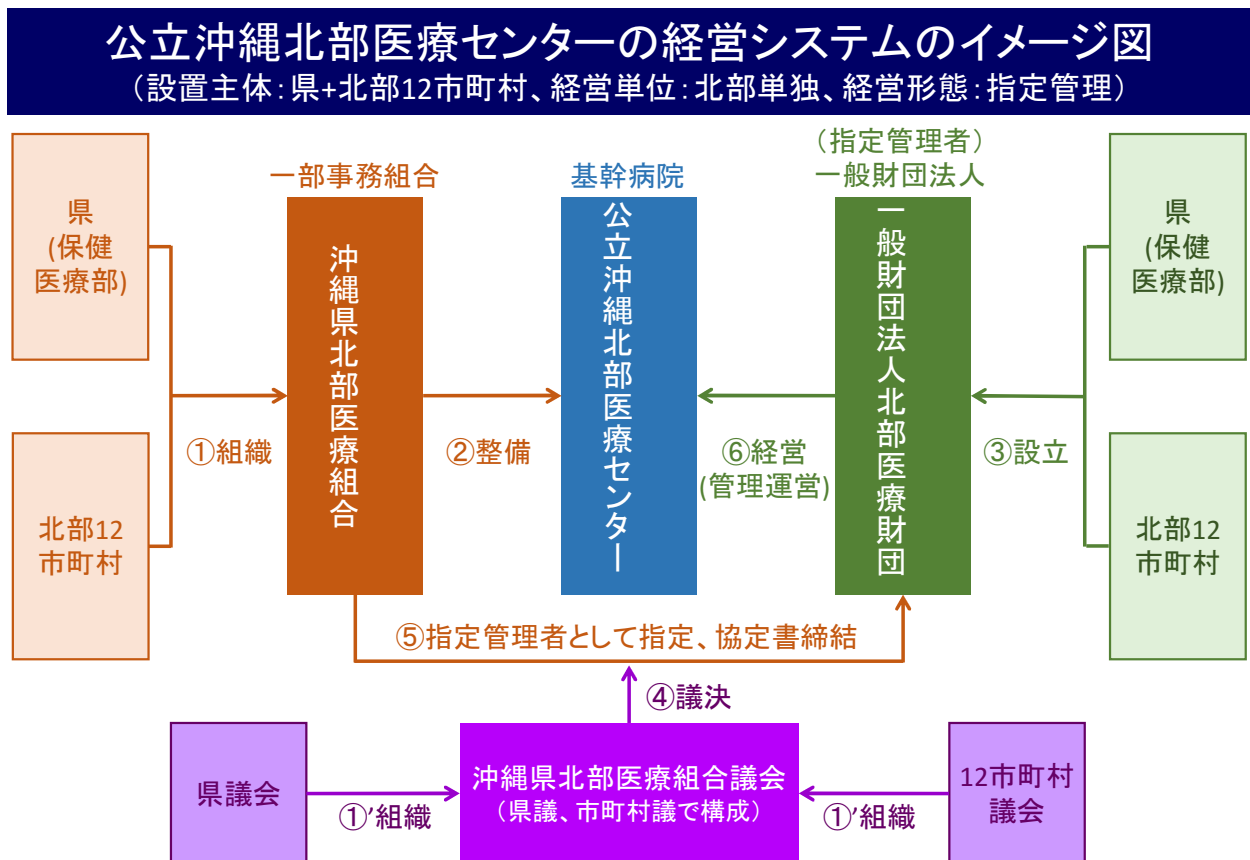 公立沖縄北部医療センターの経営システムのイメージ図
（設置主体：県+北部12市町村、経営単位：北部単独、経営形態：指定管理）
県
(保健
医療部)
北部12
市町村
①組織
一部事務組合
沖縄県北部医療組合
②整備
基幹病院
公立沖縄北部医療センター
⑥経営
(管理運営)
（指定管理者）
一般財団法人
一般財団法人北部医療財団
③設立
県
(保健
医療部)
北部12
市町村
⑤指定管理者として指定、協定書締結
④議決
県議会
①’組織
沖縄県北部医療組合議会
（県議、市町村議で構成）
①’組織
12市町村
議会